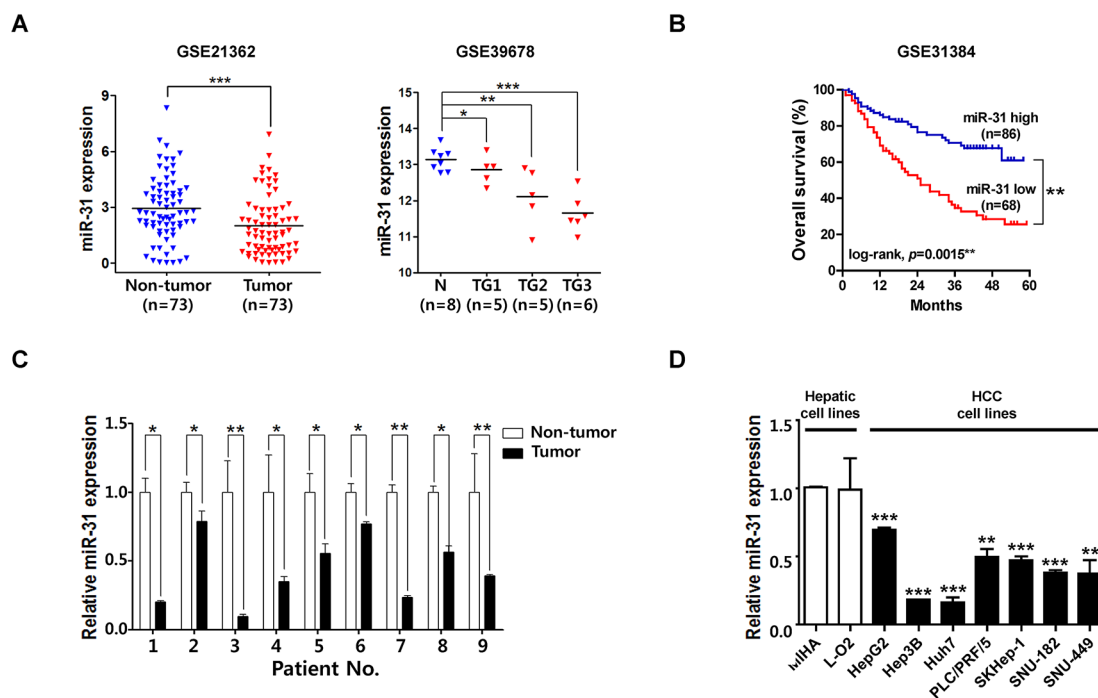 A
GSE21362
***
miR-31 expression
9
6
3
0
Non-tumor
(n=73)
Tumor
(n=73)
GSE39678
***
**
*
miR-31 expression
15
14
13
12
11
10
N
(n=8)
TG1
(n=5)
TG2
(n=5)
TG3
(n=6)
B
GSE31384
Overall survival (%)
100
80
60
40
20
0
miR-31 high
(n=86)
miR-31 low
(n=68)
**
log-rank, p=0.0015**
0 12 24 36 48 60
Months
C
Relative miR-31 expression
1.5
1.0
0.5
0.0
* * ** * * * ** * **
Non-tumor
Tumor
1 2 3 4 5 6 7 8 9
Patient No.
D
Hepatic
cell lines
HCC
cell lines
Relative miR-31 expression
1.5
1.0
0.5
0.0
*** *** *** ** *** *** **
MIHA
L-O2
HepG2
Hep3B
Huh7
PLC/PRF/5
SKHep-1
SNU-182
SNU-449